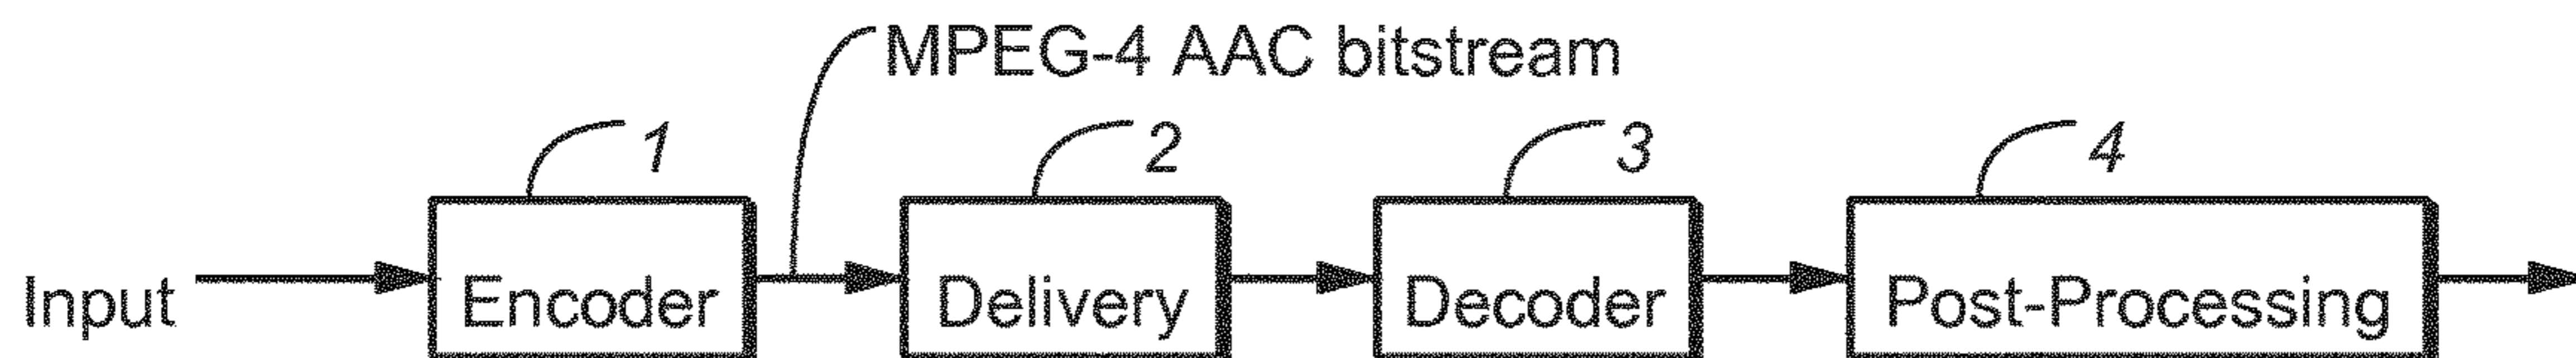 MPEG-4 AAC bitstream
1 2 3 4
Input Encoder Delivery Decoder Post-Processing